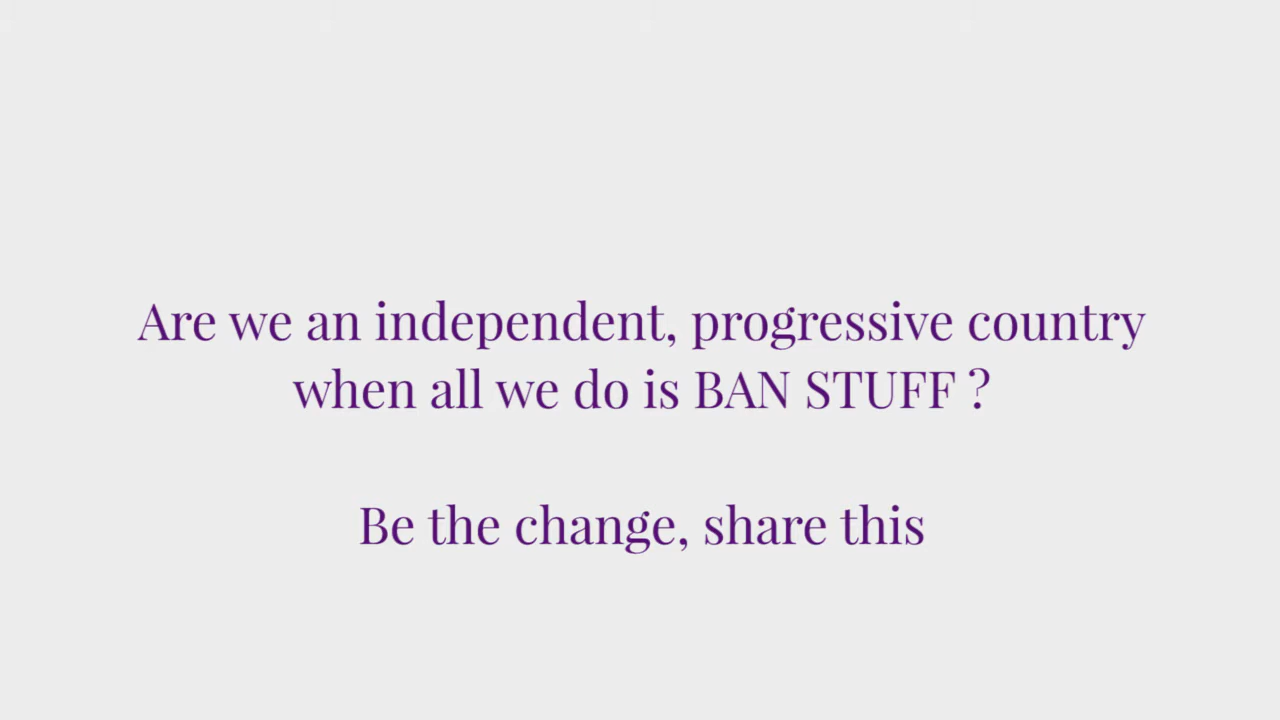 Are we an independent, progressive country
when all we do is BAN STUFF ?
Be the change, share this